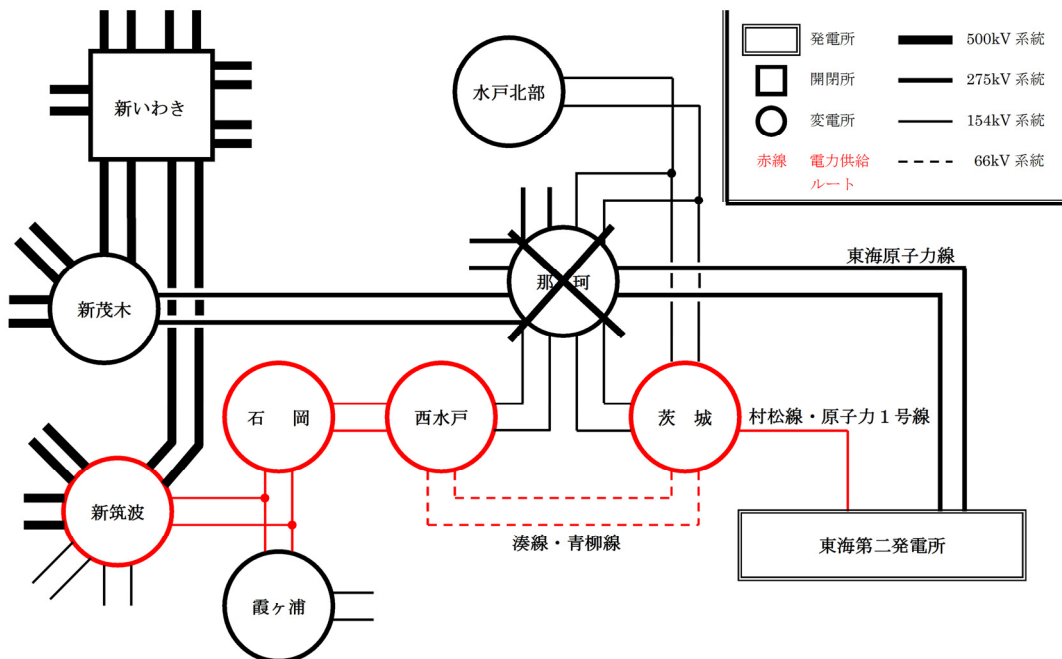 発電所
500kV 系統
開閉所
275kV 系統
変電所
154kV 系統
赤線
電力供給
ルート
66kV 系統
新いわき
水戸北部
那 珂
東海原子力線
新茂木
石 岡
西水戸
茨 城
村松線・原子力１号線
新筑波
湊線・青柳線
東海第二発電所
霞ヶ浦